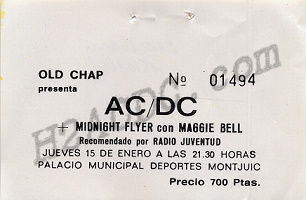 OLD CHAP
presenta
Nº 01494
AC/DC
+ MIDNIGHT FLYER con MAGGIE BELL
Recomendado por RADIO JUVENTUD
JUEVES 15 DE ENERO A LAS 21.30 HORAS
PALACIO MUNICIPAL DEPORTES MONTJUIC
Precio 700 Ptas.